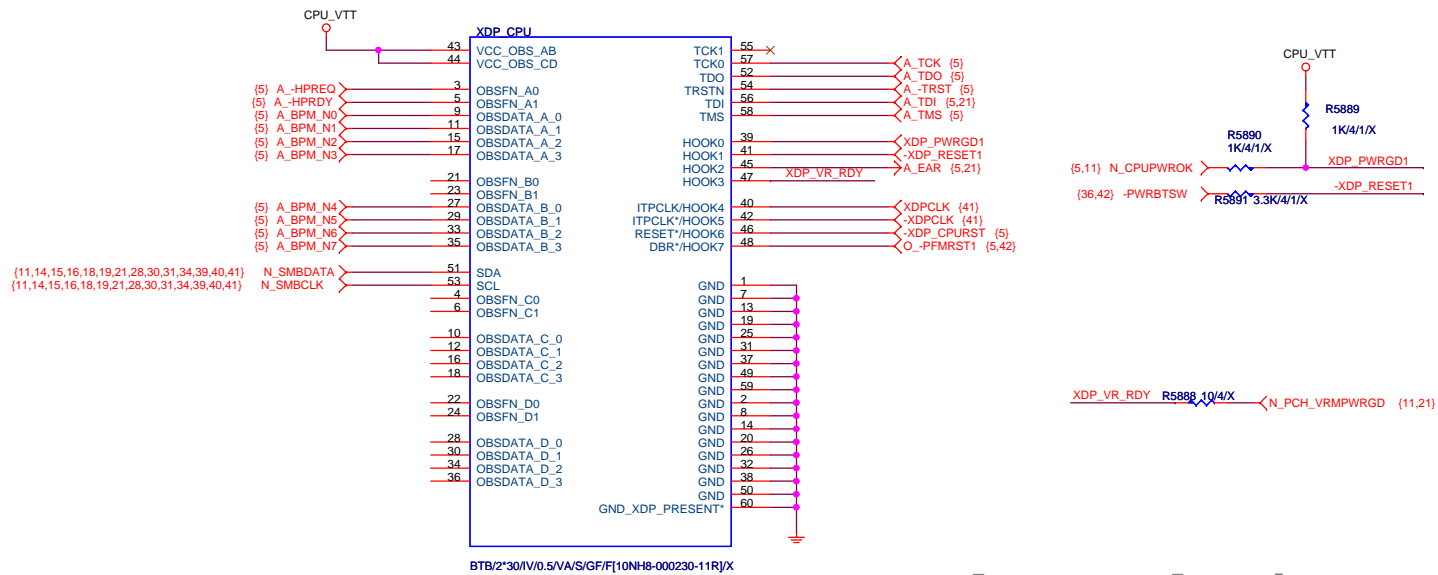 CPU_VTT
XDP_CPU
43 VCC_OBS_AB
44 VCC_OBS_CD
{5} A_-HPREQ 3 OBSFN_A0
{5} A_-HPRDY 5 OBSFN_A1
{5} A_BPM_N0 9 OBSDATA_A_0
{5} A_BPM_N1 11 OBSDATA_A_1
{5} A_BPM_N2 15 OBSDATA_A_2
{5} A_BPM_N3 17 OBSDATA_A_3
21 OBSFN_B0
23 OBSFN_B1
{5} A_BPM_N4 27 OBSDATA_B_0
{5} A_BPM_N5 29 OBSDATA_B_1
{5} A_BPM_N6 33 OBSDATA_B_2
{5} A_BPM_N7 35 OBSDATA_B_3
{11,14,15,16,18,19,21,28,30,31,34,39,40,41} N_SMBDATA 51 SDA
{11,14,15,16,18,19,21,28,30,31,34,39,40,41} N_SMBCLK 53 SCL
4 OBSFN_C0
6 OBSFN_C1
10 OBSDATA_C_0
12 OBSDATA_C_1
16 OBSDATA_C_2
18 OBSDATA_C_3
22 OBSFN_D0
24 OBSFN_D1
28 OBSDATA_D_0
30 OBSDATA_D_1
34 OBSDATA_D_2
36 OBSDATA_D_3
TCK1 55
TCK0 57 A_TCK {5}
TDO 52 A_TDO {5}
TRSTN 54 A_-TRST {5}
TDI 56 A_TDI {5,21}
TMS 58 A_TMS {5}
HOOK0 39 XDP_PWRGD1
HOOK1 41 -XDP_RESET1
HOOK2 45 A_EAR {5,21}
HOOK3 47 XDP_VR_RDY
ITPCLK/HOOK4 40 XDPCLK {41}
ITPCLK*/HOOK5 42 -XDPCLK {41}
RESET*/HOOK6 46 -XDP_CPURST {5}
DBR*/HOOK7 48 O_-PFMRST1 {5,42}
GND 1
GND 7
GND 13
GND 19
GND 25
GND 31
GND 37
GND 49
GND 59
GND 2
GND 8
GND 14
GND 20
GND 26
GND 32
GND 38
GND 50
GND_XDP_PRESENT* 60
BTB/2*30/IV/0.5/VA/S/GF/F[10NH8-000230-11R]/X
CPU_VTT
R5889
1K/4/1/X
R5890
1K/4/1/X
{5,11} N_CPUPWROK XDP_PWRGD1
{36,42} -PWRBTSW -XDP_RESET1
R5891 3.3K/4/1/X
XDP_VR_RDY R5888 10/4/X N_PCH_VRMPWRGD {11,21}